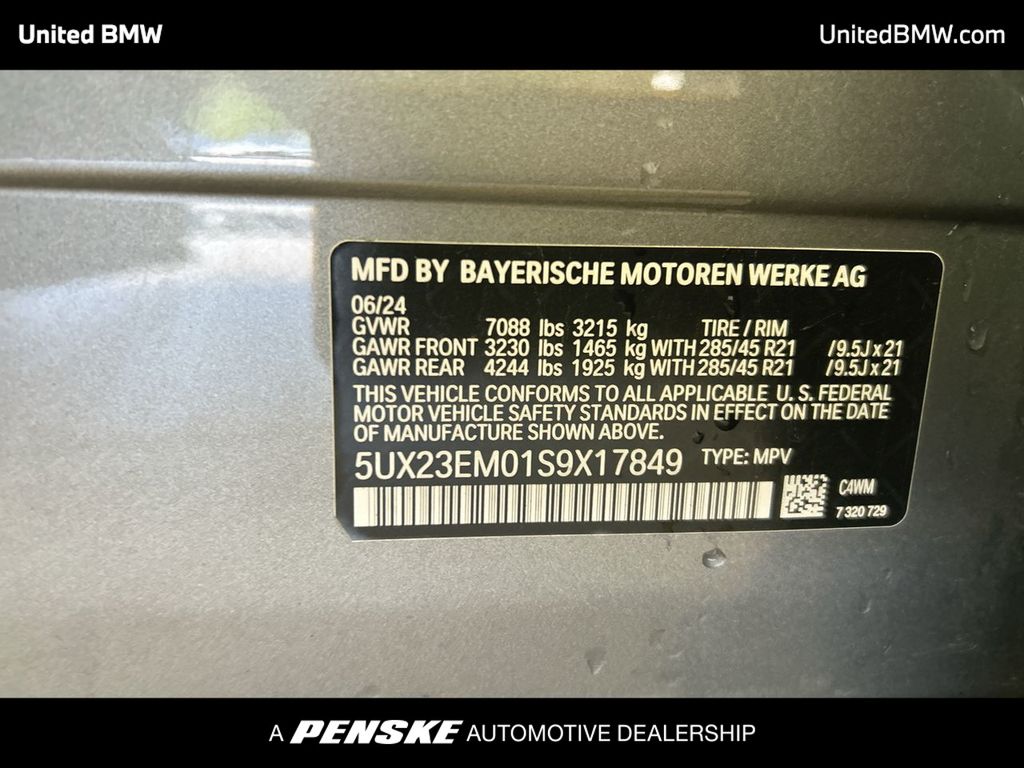 United BMW
UnitedBMW.com
MFD BY BAYERISCHE MOTOREN WERKE AG
06/24
GVWR 7088 lbs 3215 kg TIRE / RIM
GAWR FRONT 3230 lbs 1465 kg WITH 285/45 R21 /9.5J x 21
GAWR REAR 4244 lbs 1925 kg WITH 285/45 R21 /9.5J x 21
THIS VEHICLE CONFORMS TO ALL APPLICABLE U. S. FEDERAL
MOTOR VEHICLE SAFETY STANDARDS IN EFFECT ON THE DATE
OF MANUFACTURE SHOWN ABOVE.
5UX23EM01S9X17849 TYPE: MPV
C4WM
7 320 729
A PENSKE AUTOMOTIVE DEALERSHIP